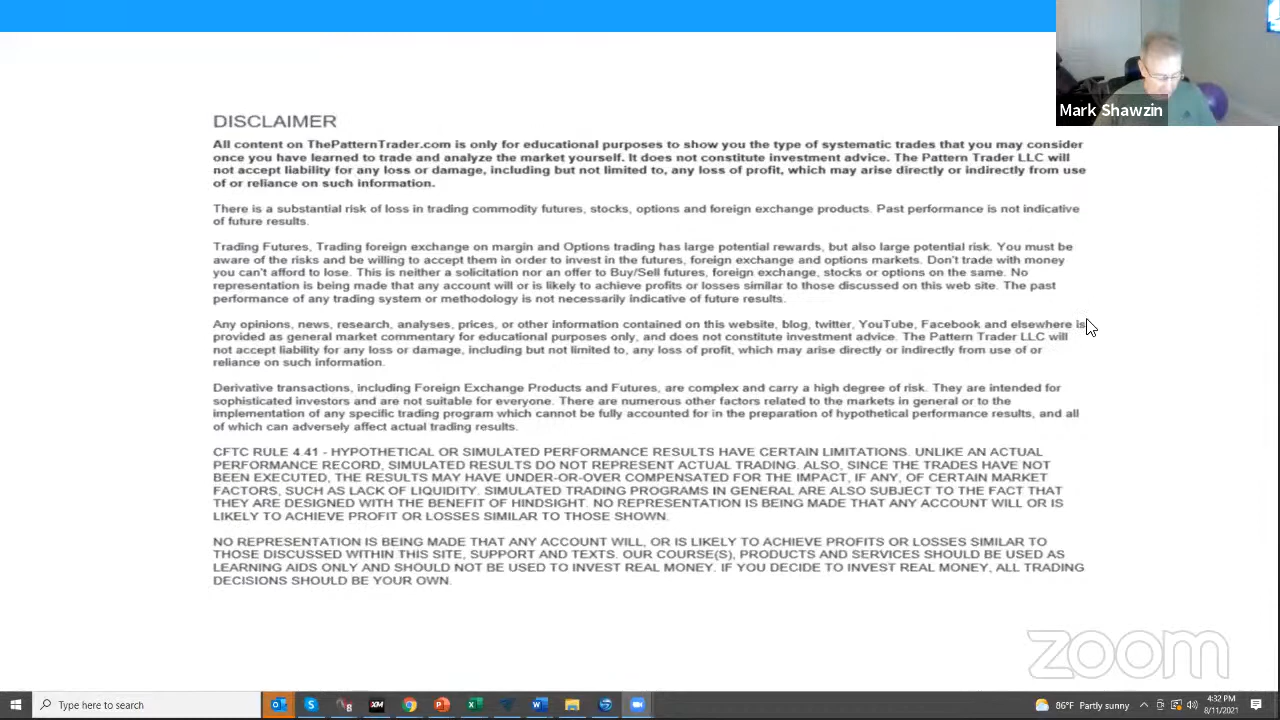 Mark Shawzin
DISCLAIMER
All content on ThePatternTrader.com is only for educational purposes to show you the type of systematic trades that you may consider
once you have learned to trade and analyze the market yourself. It does not constitute investment advice. The Pattern Trader LLC will
not accept liability for any loss or damage, including but not limited to, any loss of profit, which may arise directly or indirectly from use
of or reliance on such information.
There is a substantial risk of loss in trading commodity futures, stocks, options and foreign exchange products. Past performance is not indicative
of future results.
Trading Futures, Trading foreign exchange on margin and Options trading has large potential rewards, but also large potential risk. You must be
aware of the risks and be willing to accept them in order to invest in the futures, foreign exchange and options markets. Don't trade with money
you can't afford to lose. This is neither a solicitation nor an offer to Buy/Sell futures, foreign exchange, stocks or options on the same. No
representation is being made that any account will or is likely to achieve profits or losses similar to those discussed on this web site. The past
performance of any trading system or methodology is not necessarily indicative of future results.
Any opinions, news, research, analyses, prices, or other information contained on this website, blog, twitter, YouTube, Facebook and elsewhere is
provided as general market commentary for educational purposes only, and does not constitute investment advice. The Pattern Trader LLC will
not accept liability for any loss or damage, including but not limited to, any loss of profit, which may arise directly or indirectly from use of or
reliance on such information.
Derivative transactions, including Foreign Exchange Products and Futures, are complex and carry a high degree of risk. They are intended for
sophisticated investors and are not suitable for everyone. There are numerous other factors related to the markets in general or to the
implementation of any specific trading program which cannot be fully accounted for in the preparation of hypothetical performance results, and all
of which can adversely affect actual trading results.
CFTC RULE 4.41 - HYPOTHETICAL OR SIMULATED PERFORMANCE RESULTS HAVE CERTAIN LIMITATIONS. UNLIKE AN ACTUAL
PERFORMANCE RECORD, SIMULATED RESULTS DO NOT REPRESENT ACTUAL TRADING. ALSO, SINCE THE TRADES HAVE NOT
BEEN EXECUTED, THE RESULTS MAY HAVE UNDER-OR-OVER COMPENSATED FOR THE IMPACT, IF ANY, OF CERTAIN MARKET
FACTORS, SUCH AS LACK OF LIQUIDITY. SIMULATED TRADING PROGRAMS IN GENERAL ARE ALSO SUBJECT TO THE FACT THAT
THEY ARE DESIGNED WITH THE BENEFIT OF HINDSIGHT. NO REPRESENTATION IS BEING MADE THAT ANY ACCOUNT WILL OR IS
LIKELY TO ACHIEVE PROFIT OR LOSSES SIMILAR TO THOSE SHOWN.
NO REPRESENTATION IS BEING MADE THAT ANY ACCOUNT WILL, OR IS LIKELY TO ACHIEVE PROFITS OR LOSSES SIMILAR TO
THOSE DISCUSSED WITHIN THIS SITE, SUPPORT AND TEXTS. OUR COURSE(S), PRODUCTS AND SERVICES SHOULD BE USED AS
LEARNING AIDS ONLY AND SHOULD NOT BE USED TO INVEST REAL MONEY. IF YOU DECIDE TO INVEST REAL MONEY, ALL TRADING
DECISIONS SHOULD BE YOUR OWN.
zoom
Type here to search
XM
86°F Partly sunny
4:32 PM
8/11/2021